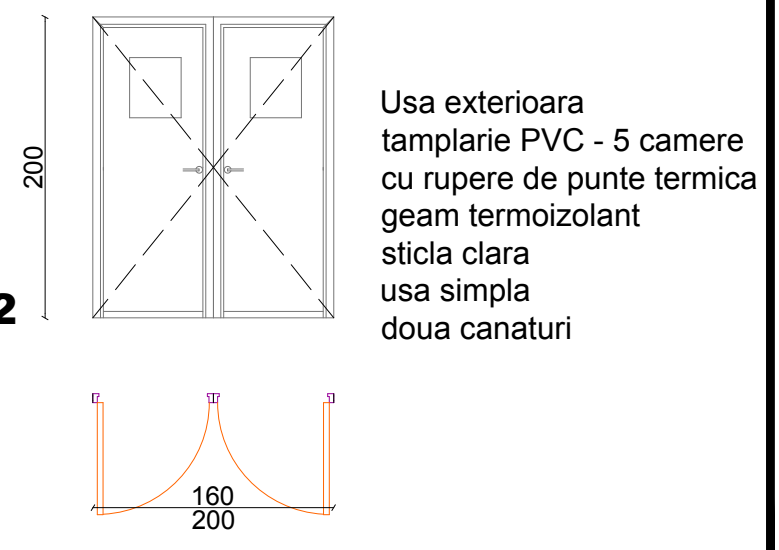 200
Usa exterioara
tamplarie PVC - 5 camere
cu rupere de punte termica
geam termoizolant
sticla clara
usa simpla
doua canaturi
2
160
200